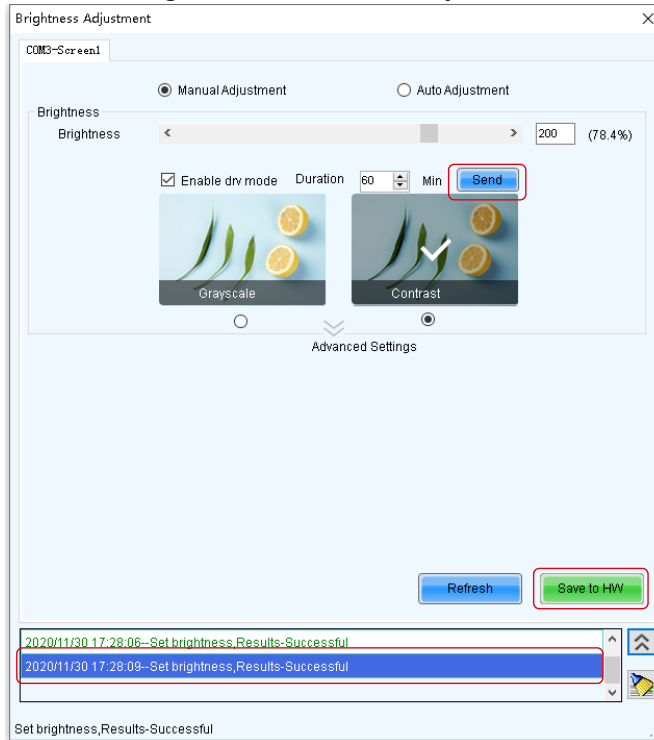 Brightness Adjustment
COM3-Screen1
Manual Adjustment Auto Adjustment
Brightness
Brightness 200 (78.4%)
Enable drv mode Duration 60 Min Send
Grayscale Contrast
Advanced Settings
Refresh Save to HW
2020/11/30 17:28:06--Set brightness,Results-Successful
2020/11/30 17:28:09--Set brightness,Results-Successful
Set brightness,Results-Successful